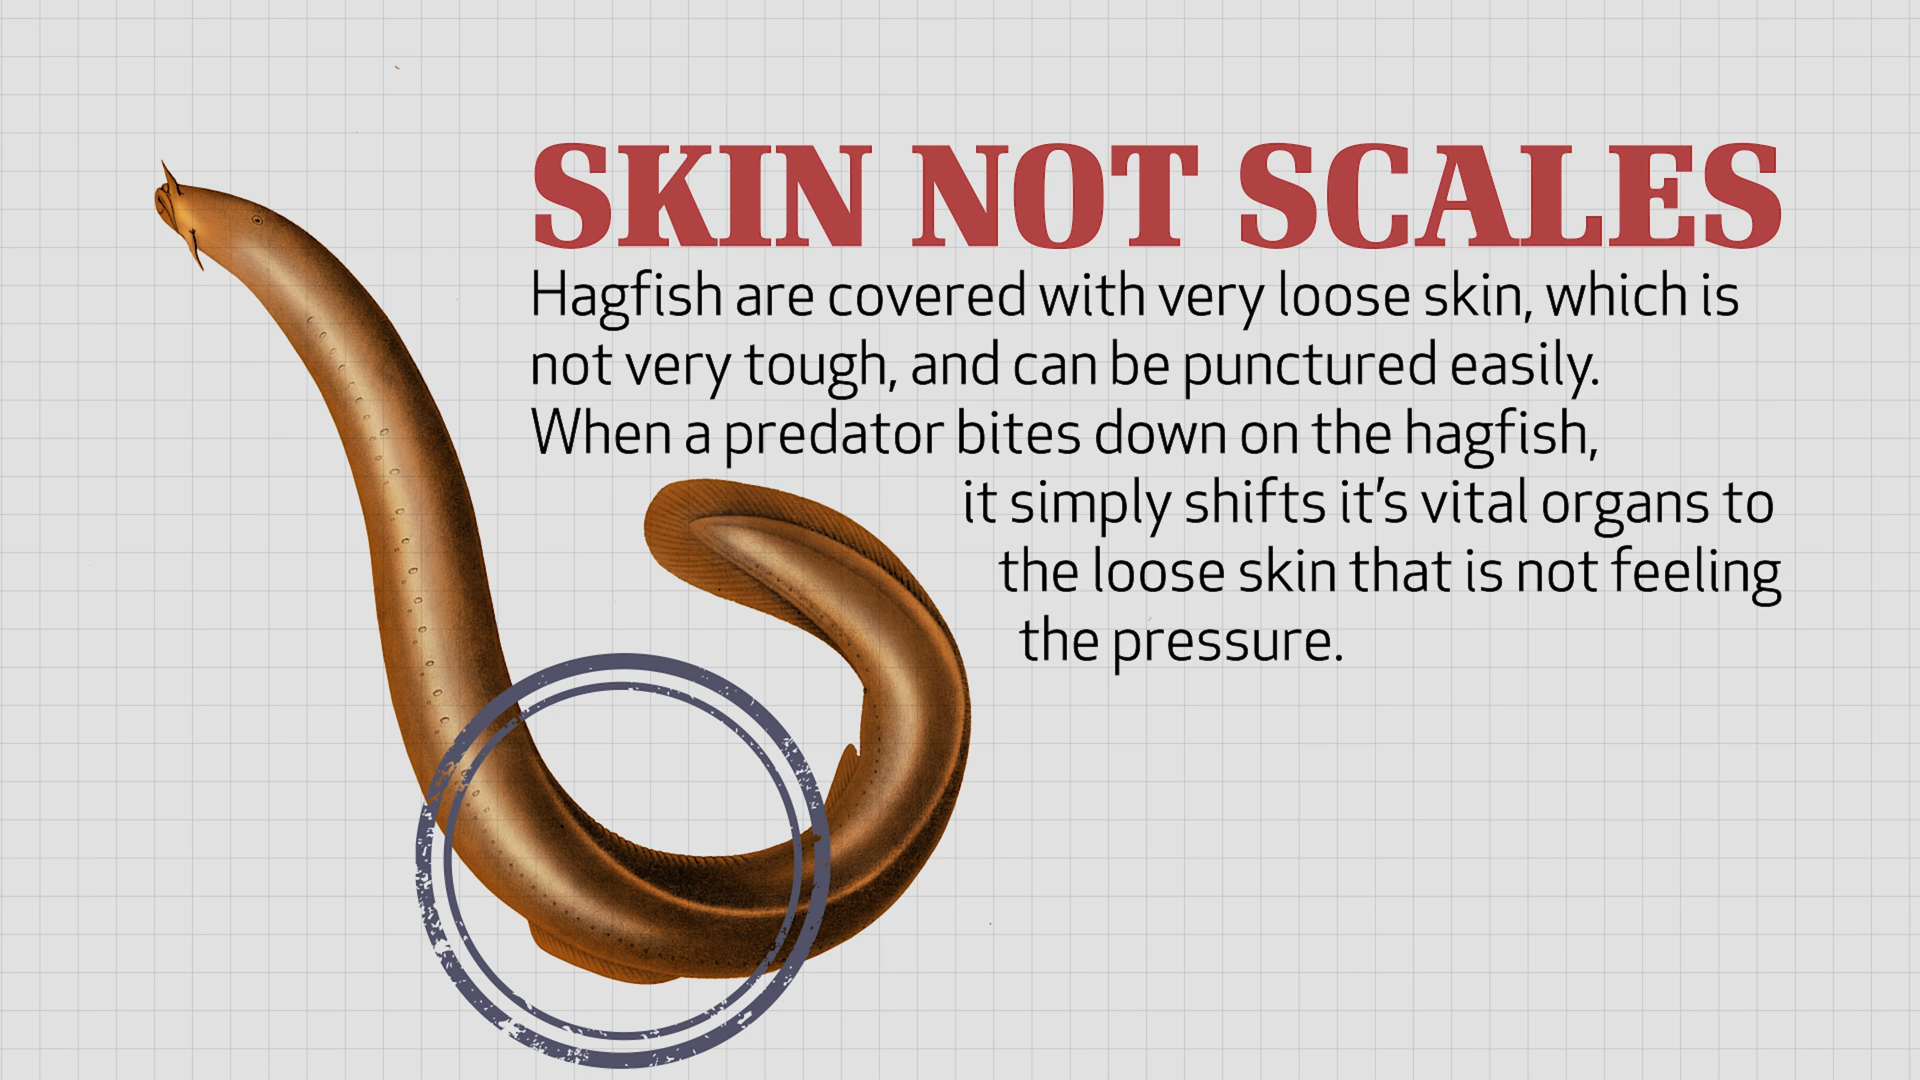 SKIN NOT SCALES
Hagfish are covered with very loose skin, which is
not very tough, and can be punctured easily.
When a predator bites down on the hagfish,
it simply shifts it's vital organs to
the loose skin that is not feeling
the pressure.